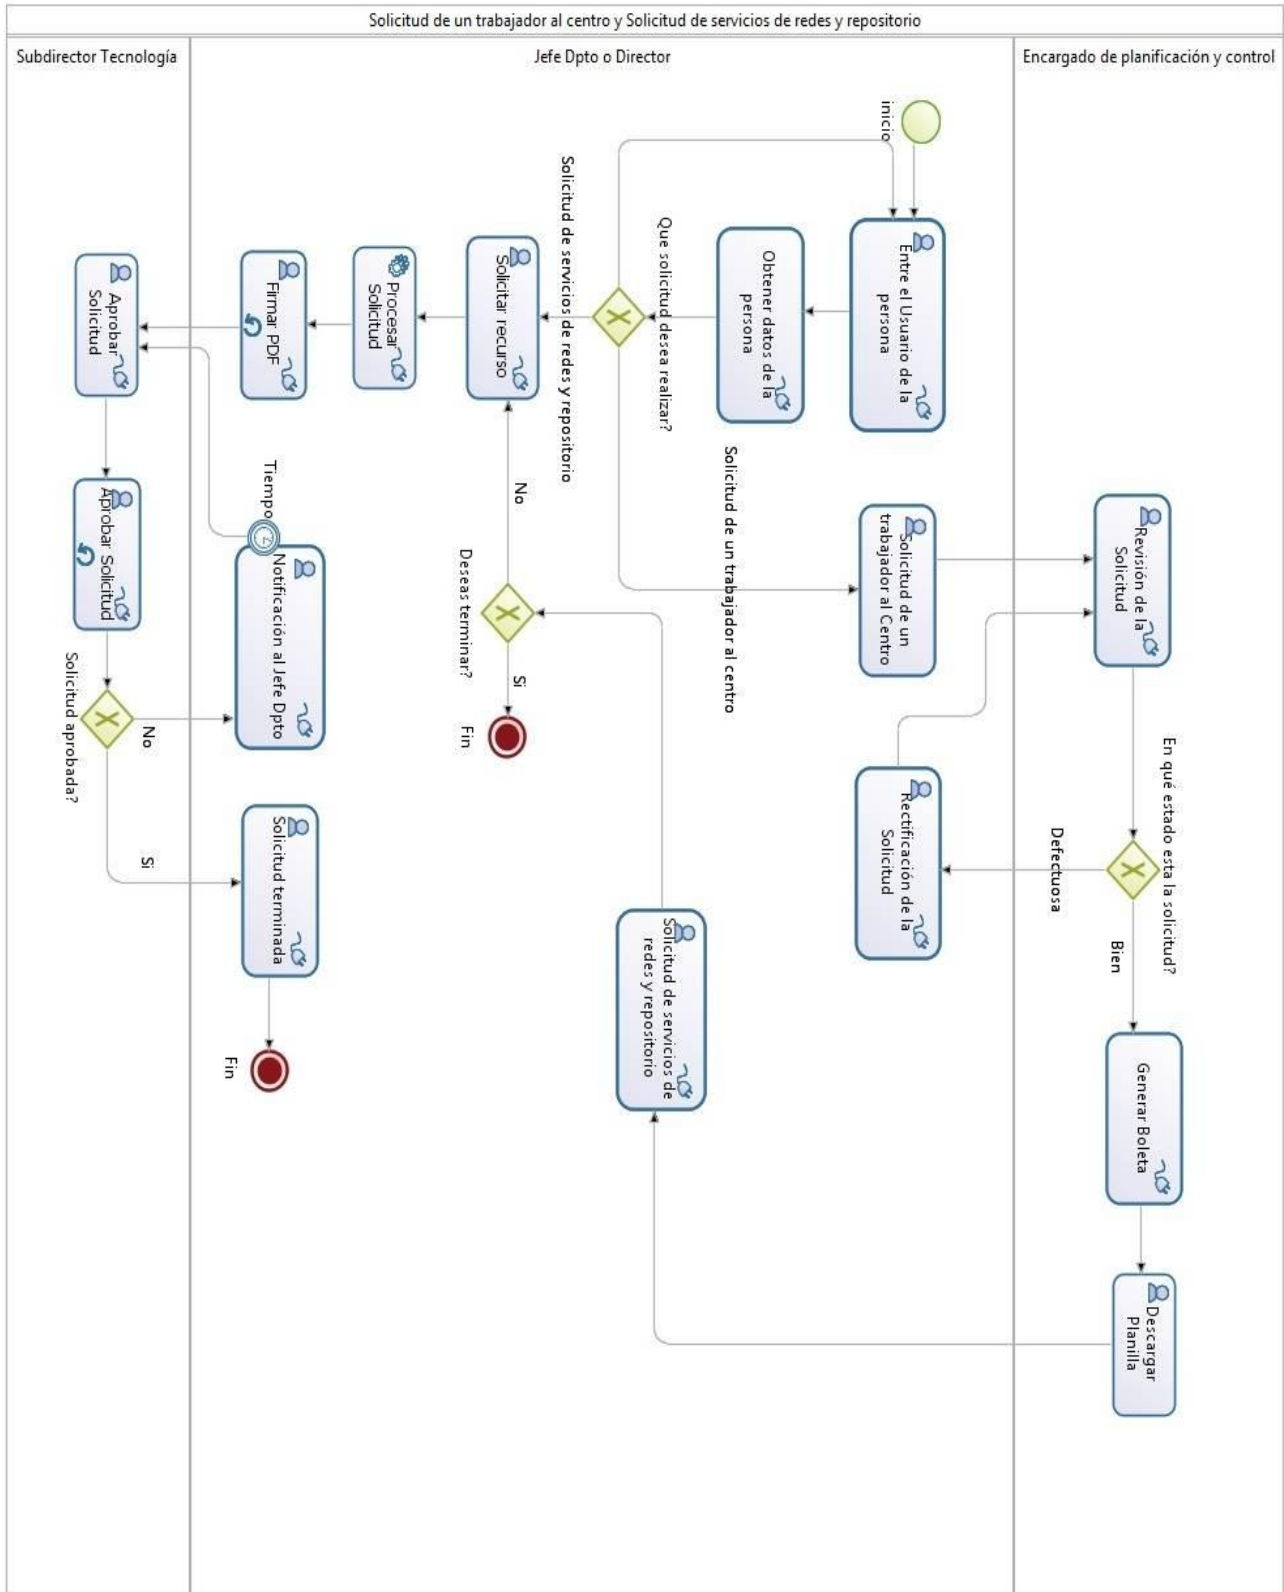 Solicitud de un trabajador al centro y Solicitud de servicios de redes y repositorio
Subdirector Tecnología
Jefe Dpto o Director
Encargado de planificación y control
inicio
Entre el Usuario de la
persona
Obtener datos de la
persona
Que solicitud desea realizar?
Solicitud de servicios de redes y repositorio
Solicitud de un trabajador al centro
Solicitar recurso
Procesar
Solicitud
Firmar PDF
Aprobar
Solicitud
Aprobar Solicitud
Solicitud aprobada?
No
Si
Tiempo
Notificación al Jefe Dpto
Solicitud terminada
Fin
Solicitud de un
trabajador al Centro
Revisión de la
Solicitud
En qué estado esta la solicitud?
Defectuosa
Bien
Rectificación de la
Solicitud
Generar Boleta
Descargar
Planilla
Solicitud de servicios de
redes y repositorio
Deseas terminar?
No
Si
Fin